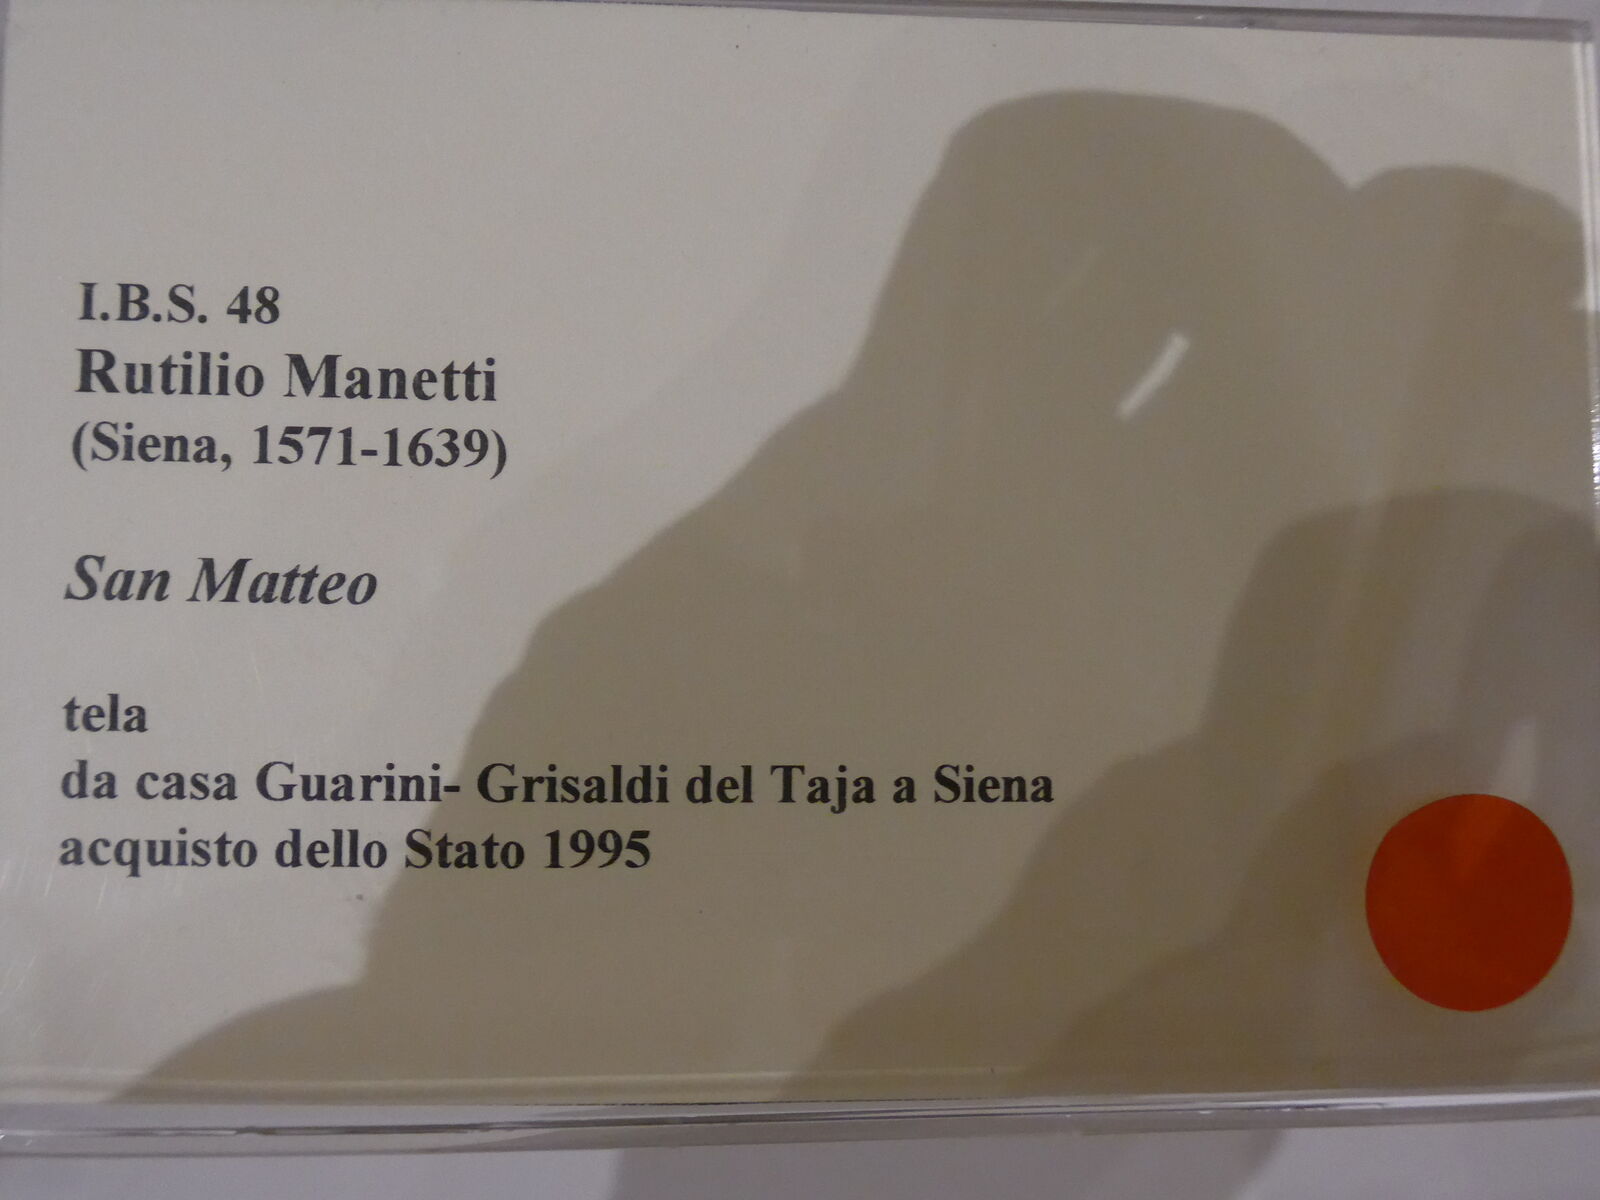 I.B.S. 48
Rutilio Manetti
(Siena, 1571-1639)
San Matteo
tela
da casa Guarini- Grisaldi del Taja a Siena
acquisto dello Stato 1995